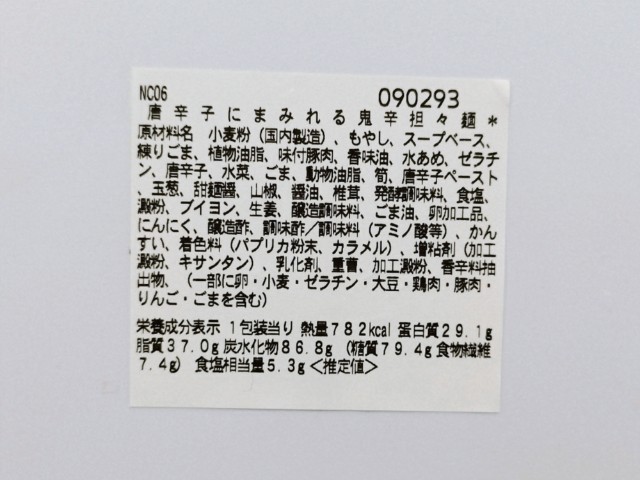 NC06 090293
唐辛子にまみれる鬼辛担々麺*
原材料名 小麦粉(国内製造)、もやし、スープベース、
練りごま、植物油脂、味付豚肉、香味油、水あめ、ゼラチ
ン、唐辛子、水菜、ごま、動物油脂、筍、唐辛子ペースト
、玉葱、甜麺醤、山椒、醤油、椎茸、発酵調味料、食塩、
澱粉、ブイヨン、生姜、醸造調味料、ごま油、卵加工品、
にんにく、醸造酢、調味酢/調味料(アミノ酸等)、かん
すい、着色料(パプリカ粉末、カラメル)、増粘剤(加工
澱粉、キサンタン)、乳化剤、重曹、加工澱粉、香辛料抽
出物、(一部に卵・小麦・ゼラチン・大豆・鶏肉・豚肉・
りんご・ごまを含む)
栄養成分表示 1包装当り 熱量782kcal 蛋白質29.1g
脂質37.0g 炭水化物86.8g (糖質79.4g 食物繊維
7.4g) 食塩相当量5.3g<推定値>